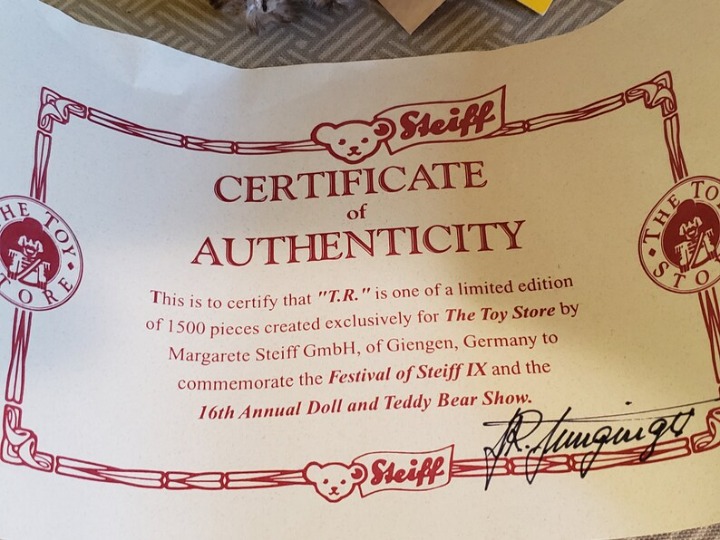 Steiff
CERTIFICATE
of
AUTHENTICITY
THE TOY
STORE
THE TOY
STO
This is to certify that "T.R." is one of a limited edition
of 1500 pieces created exclusively for The Toy Store by
Margarete Steiff GmbH, of Giengen, Germany to
commemorate the Festival of Steiff IX and the
16th Annual Doll and Teddy Bear Show.
Steiff